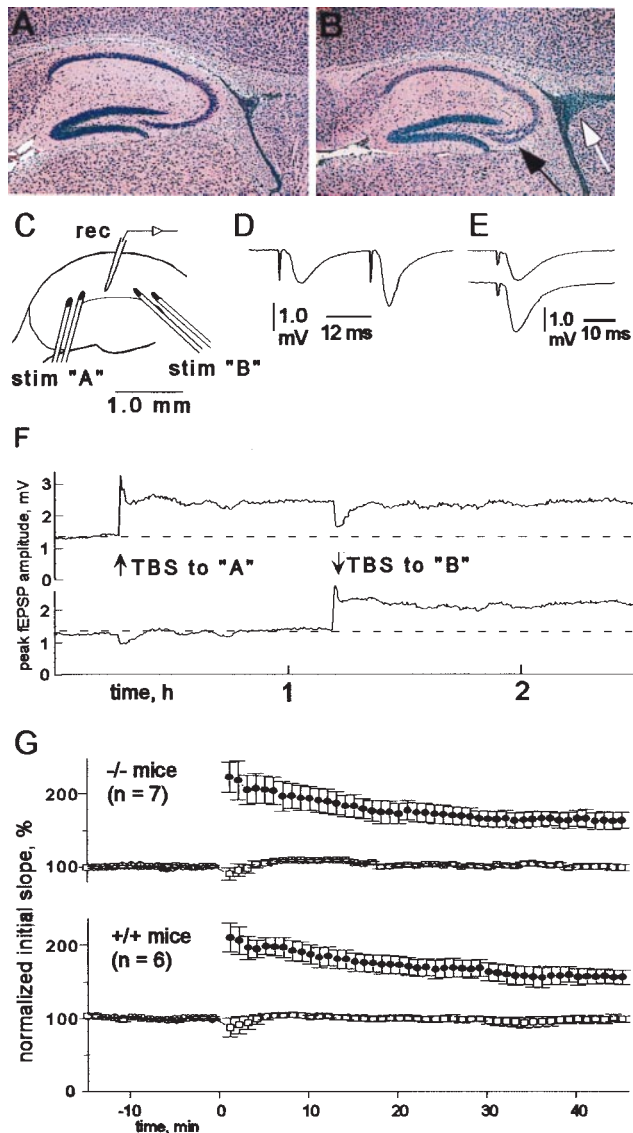 A
B
C
rec
stim "A"
stim "B"
1.0 mm
D
1.0
mV
12 ms
E
1.0
mV
10 ms
F
peak fEPSP amplitude, mV
3
2
1
0
↑ TBS to "A"
↓ TBS to "B"
2
1
0
time, h
1
2
G
normalized initial slope, %
-/- mice
(n = 7)
200
100
+/+ mice
(n = 6)
200
100
0
-10
0
10
20
30
40
time, min